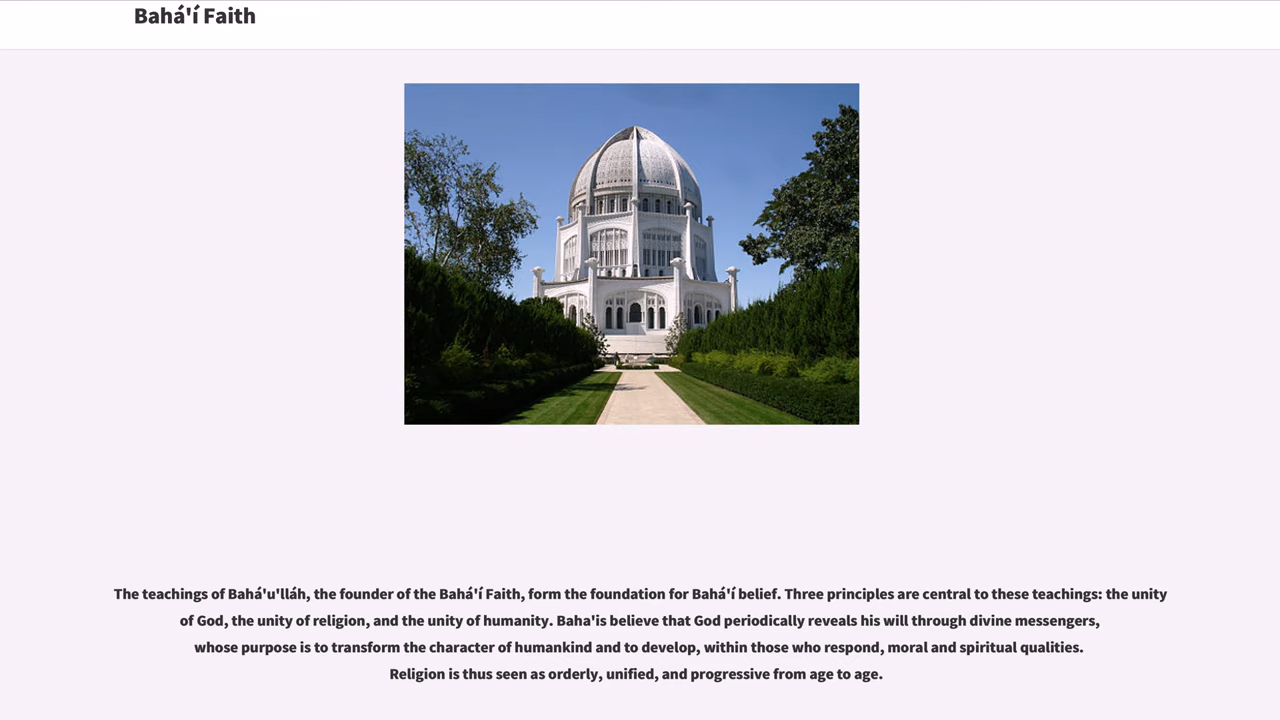 Bahá'í Faith
The teachings of Bahá'u'lláh, the founder of the Bahá'í Faith, form the foundation for Bahá'í belief. Three principles are central to these teachings: the unity
of God, the unity of religion, and the unity of humanity. Baha'is believe that God periodically reveals his will through divine messengers,
whose purpose is to transform the character of humankind and to develop, within those who respond, moral and spiritual qualities.
Religion is thus seen as orderly, unified, and progressive from age to age.